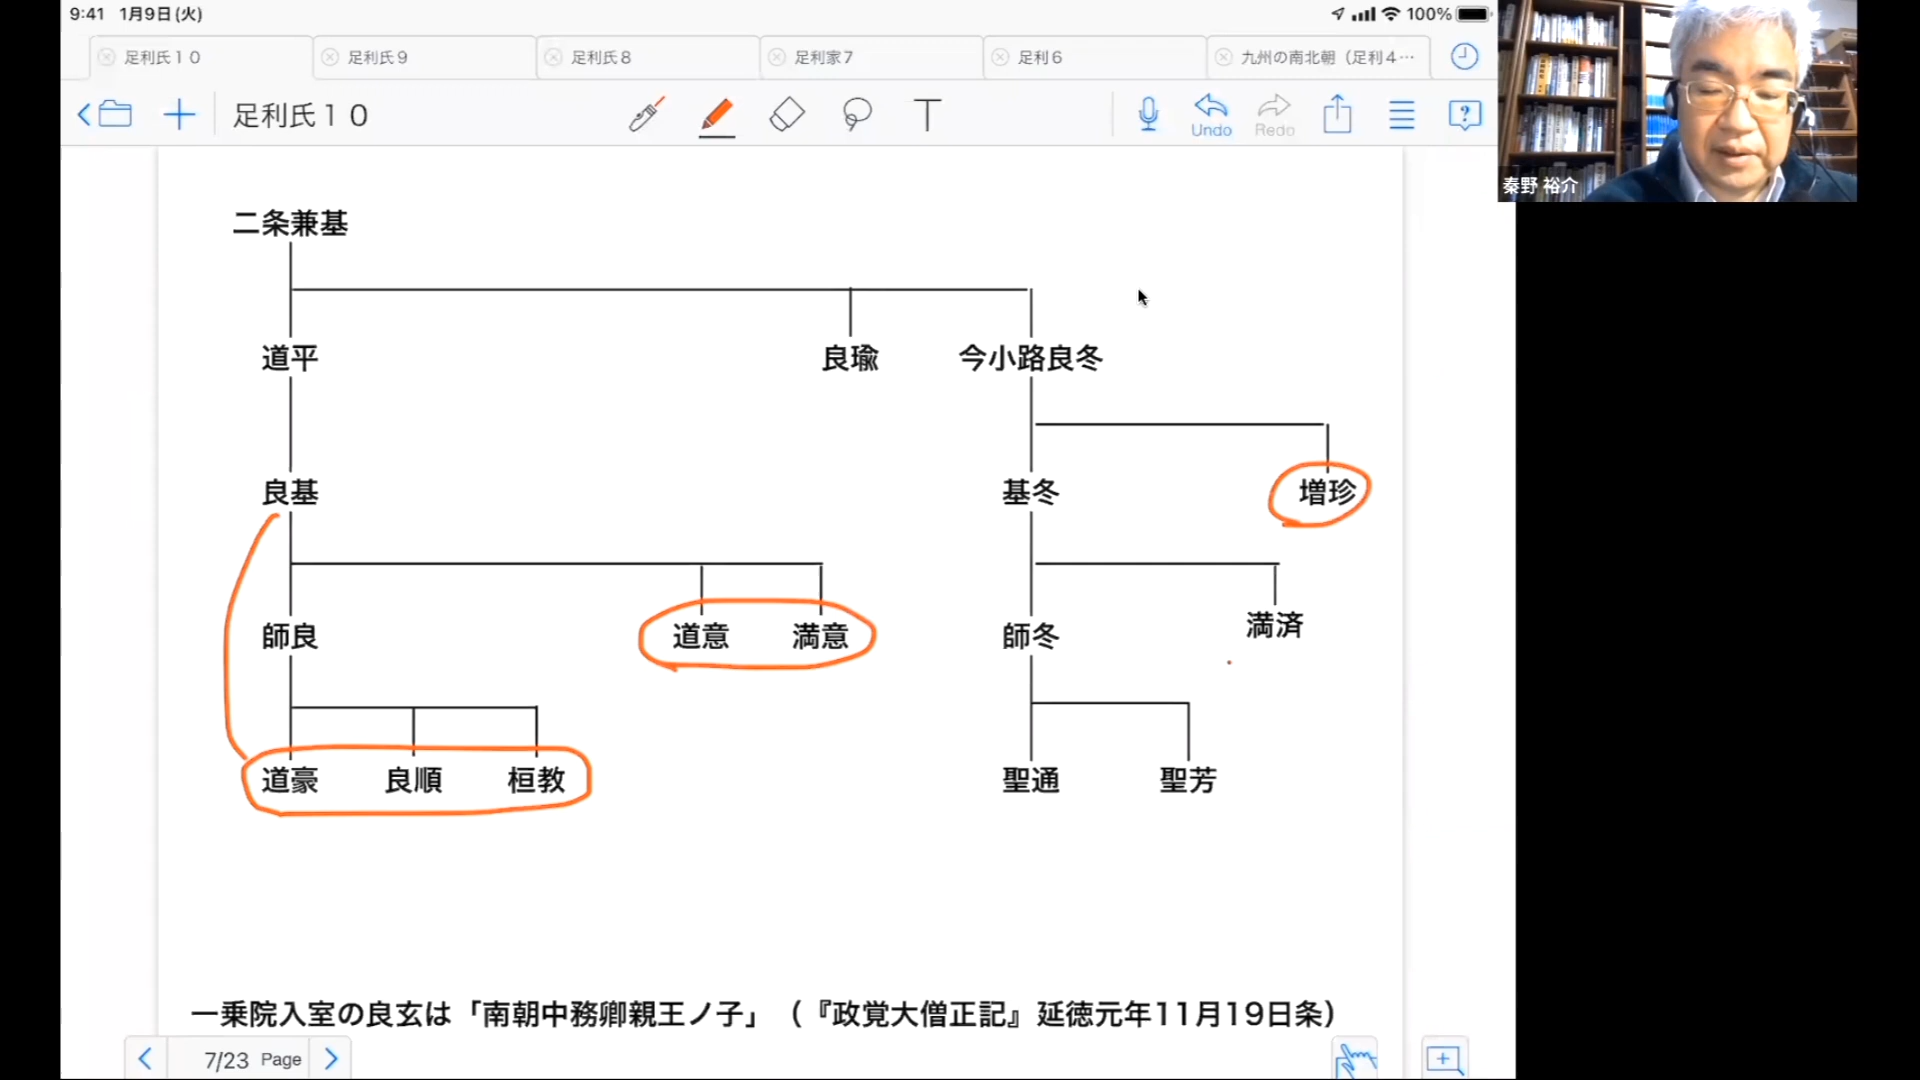 9:41 1月9日(火)
100%
足利氏１０ 足利氏９ 足利氏８ 足利家７ 足利６ 九州の南北朝（足利４…
足利氏１０
T
Undo Redo
?
秦野 裕介
二条兼基
道平 良瑜 今小路良冬
良基 基冬 増珍
師良 道意 満意 師冬 満済
道豪 良順 桓教 聖通 聖芳
一乗院入室の良玄は「南朝中務卿親王ノ子」（『政覚大僧正記』延徳元年11月19日条）
7/23 Page